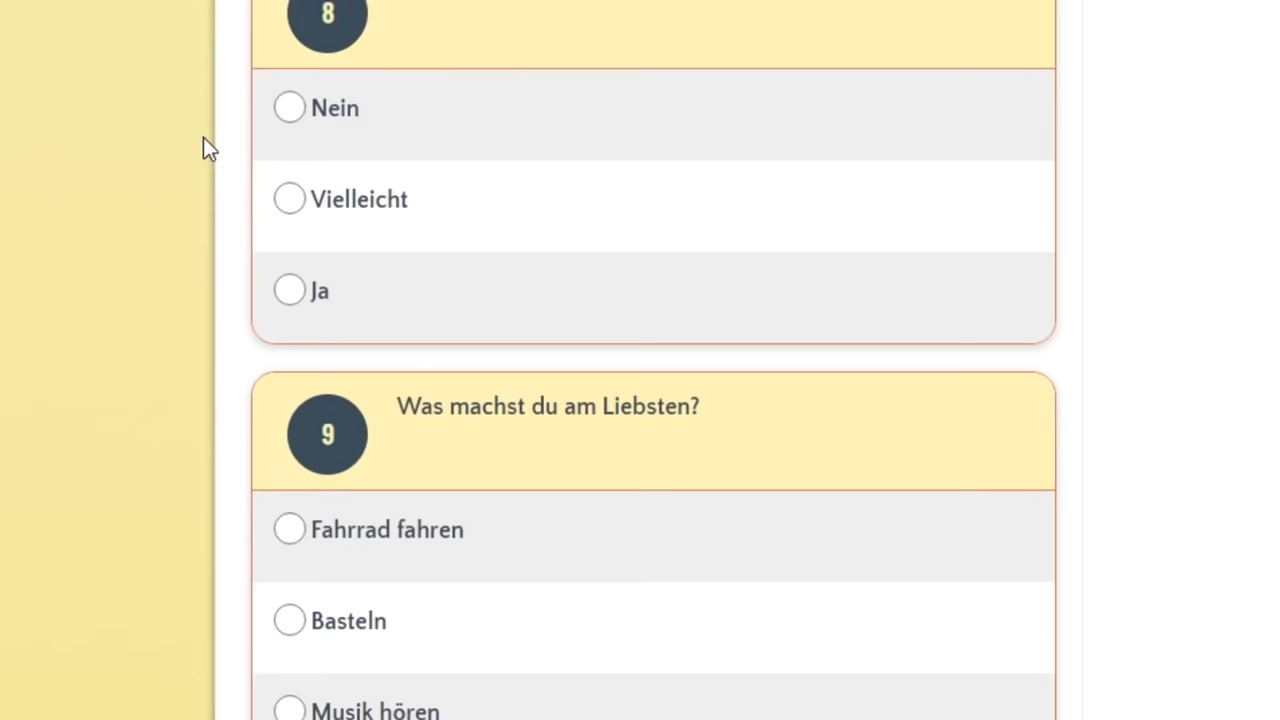 8
Nein
Vielleicht
Ja
9
Was machst du am Liebsten?
Fahrrad fahren
Basteln
Musik hören